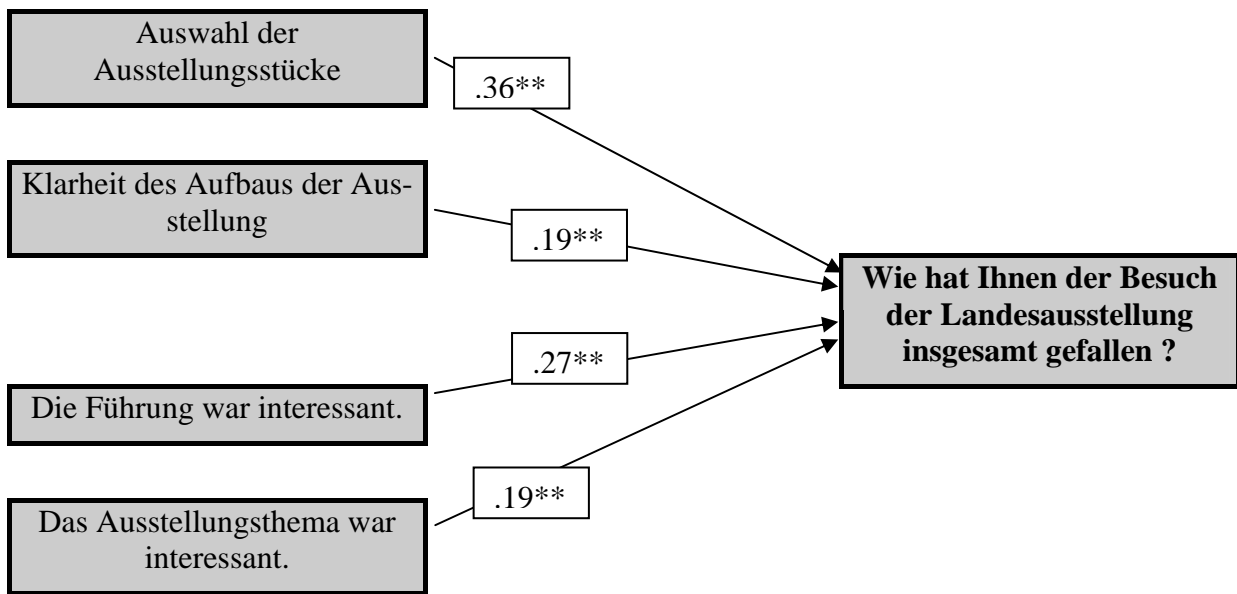 Auswahl der
Ausstellungsstücke
.36**
Klarheit des Aufbaus der Aus-
stellung
.19**
Wie hat Ihnen der Besuch
der Landesausstellung
insgesamt gefallen ?
.27**
Die Führung war interessant.
.19**
Das Ausstellungsthema war
interessant.